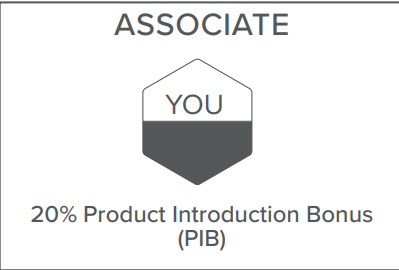 ASSOCIATE
YOU
20% Product Introduction Bonus
(PIB)